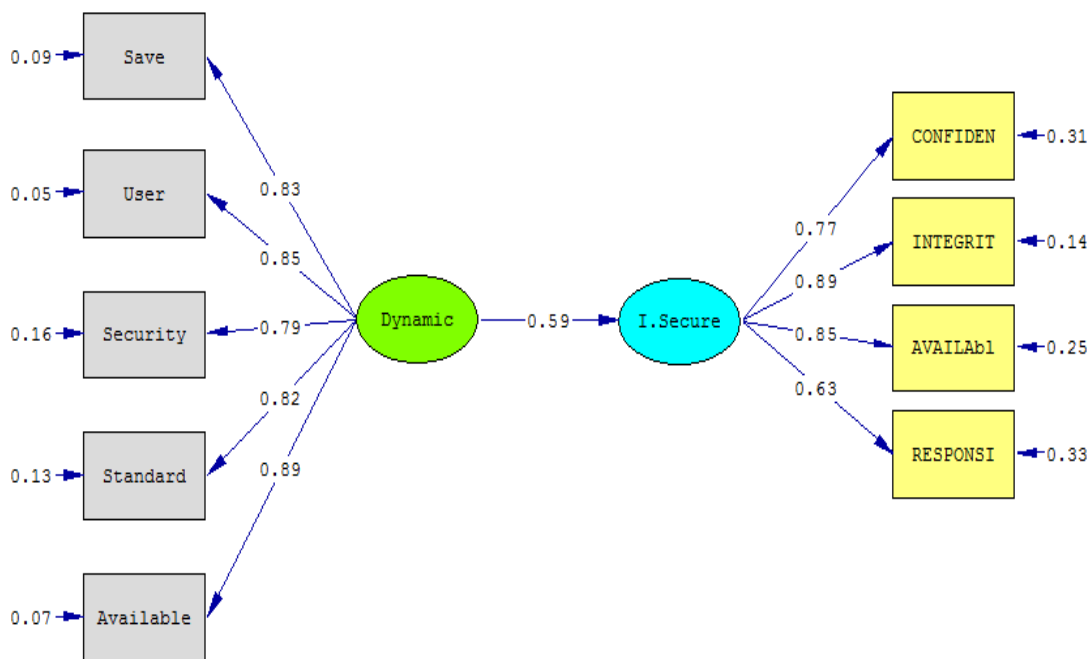 0.09
Save
0.83
0.05
User
0.85
0.16
Security
0.79
0.13
Standard
0.82
0.07
Available
0.89
Dynamic
0.59
I.Secure
0.77
CONFIDEN
0.31
0.89
INTEGRIT
0.14
0.85
AVAILAbl
0.25
0.63
RESPONSI
0.33